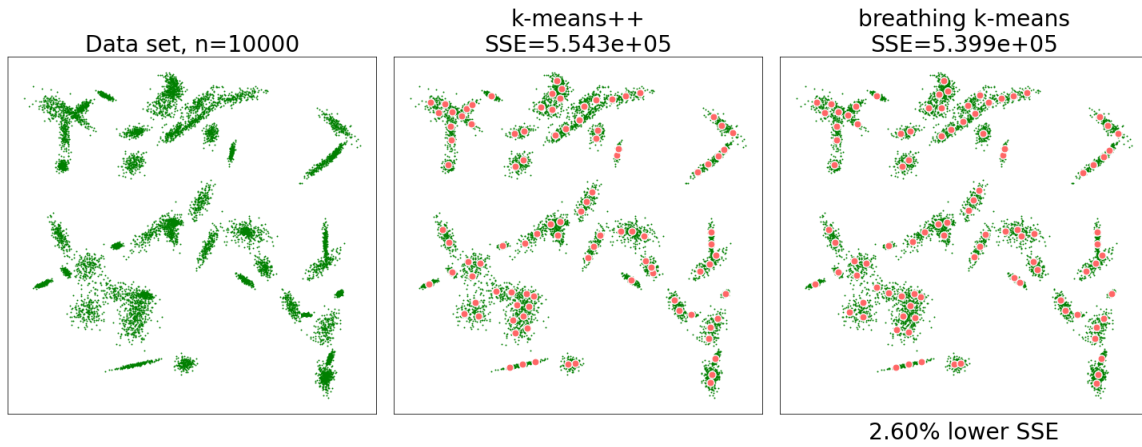 Data set, n=10000
k-means++
SSE=5.543e+05
breathing k-means
SSE=5.399e+05
2.60% lower SSE